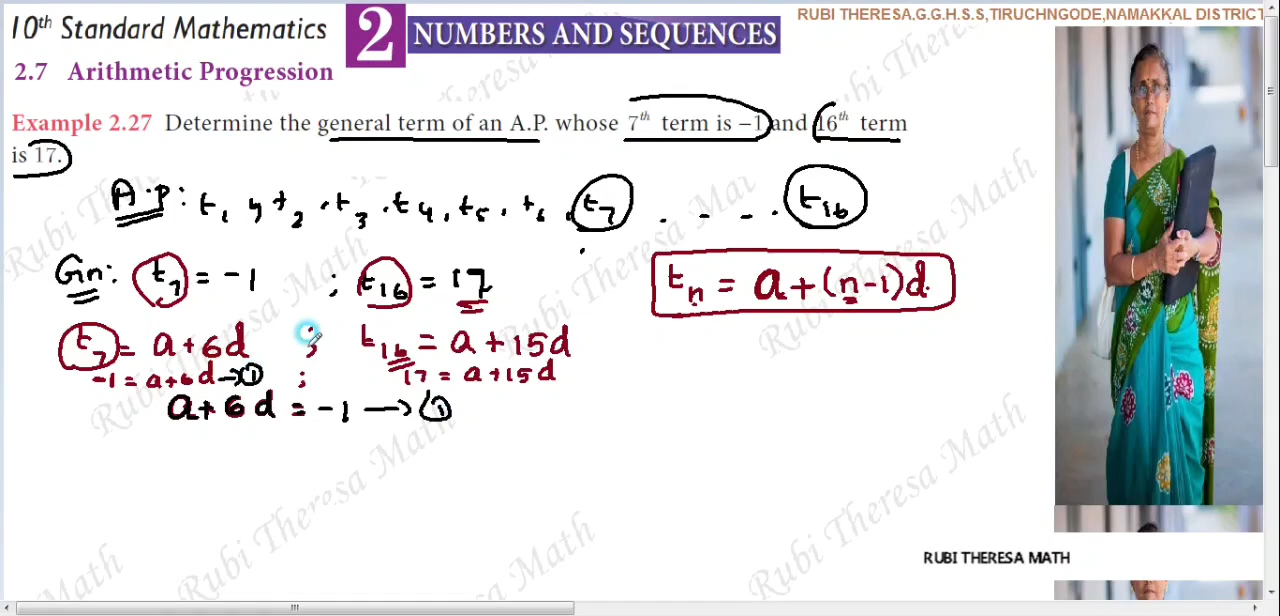 RUBI THERESA,G.G.H.S.S,TIRUCHNGODE,NAMAKKAL DISTRICT
10th Standard Mathematics 2 NUMBERS AND SEQUENCES
2.7 Arithmetic Progression
Example 2.27 Determine the general term of an A.P. whose 7th term is −1 and 16th term
is 17.
A.P: t1, t2, t3, t4, t5, t6, t7 . . . . t16
Gn: t7 = -1 ; t16 = 17 tn = a+(n-1)d.
t7 = a+6d ; t16 = a+15d
-1 = a+6d → ① ; 17 = a+15d
a+6d = -1 → ①
RUBI THERESA MATH
Rubi Theresa Math